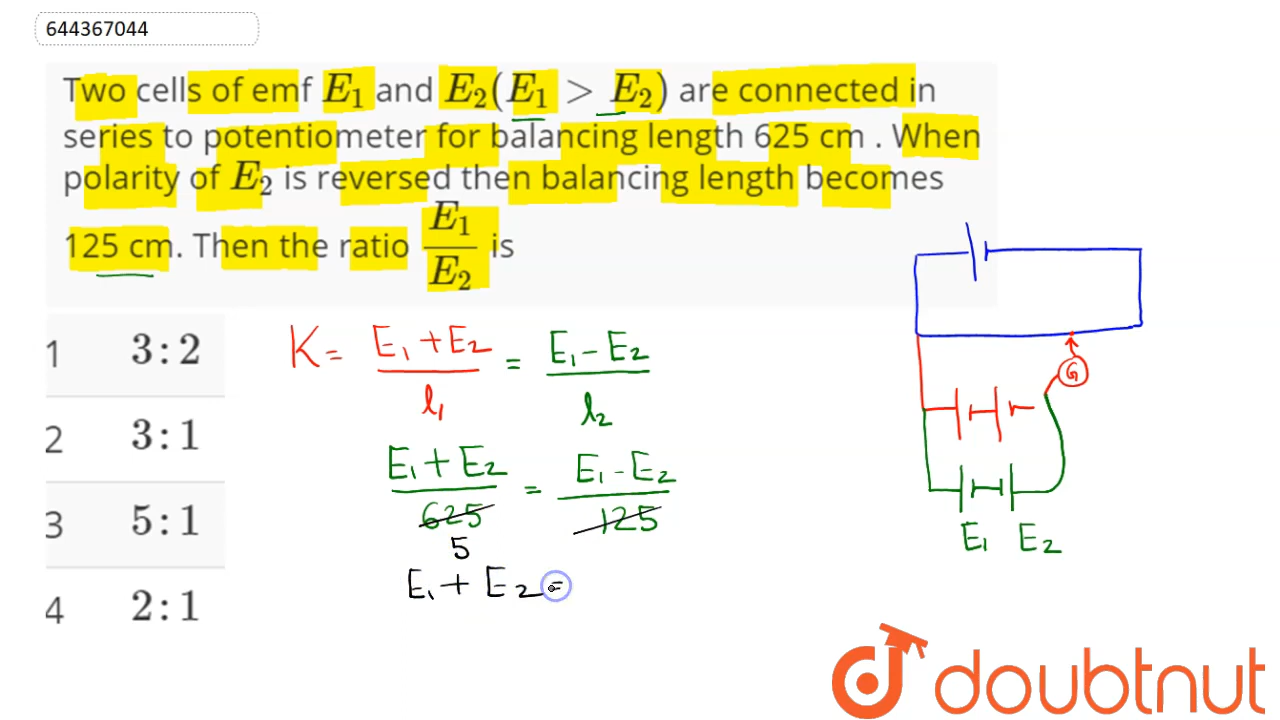 644367044
Two cells of emf E₁ and E₂(E₁ > E₂) are connected in
series to potentiometer for balancing length 625 cm . When
polarity of E₂ is reversed then balancing length becomes
125 cm. Then the ratio E₁/E₂ is
1 3 : 2
2 3 : 1
3 5 : 1
4 2 : 1
K = E₁ + E₂/l₁ = E₁ - E₂/l₂
E₁ + E₂/625 = E₁ - E₂/125
5
E₁ + E₂ =
G
E₁ E₂
doubtnut